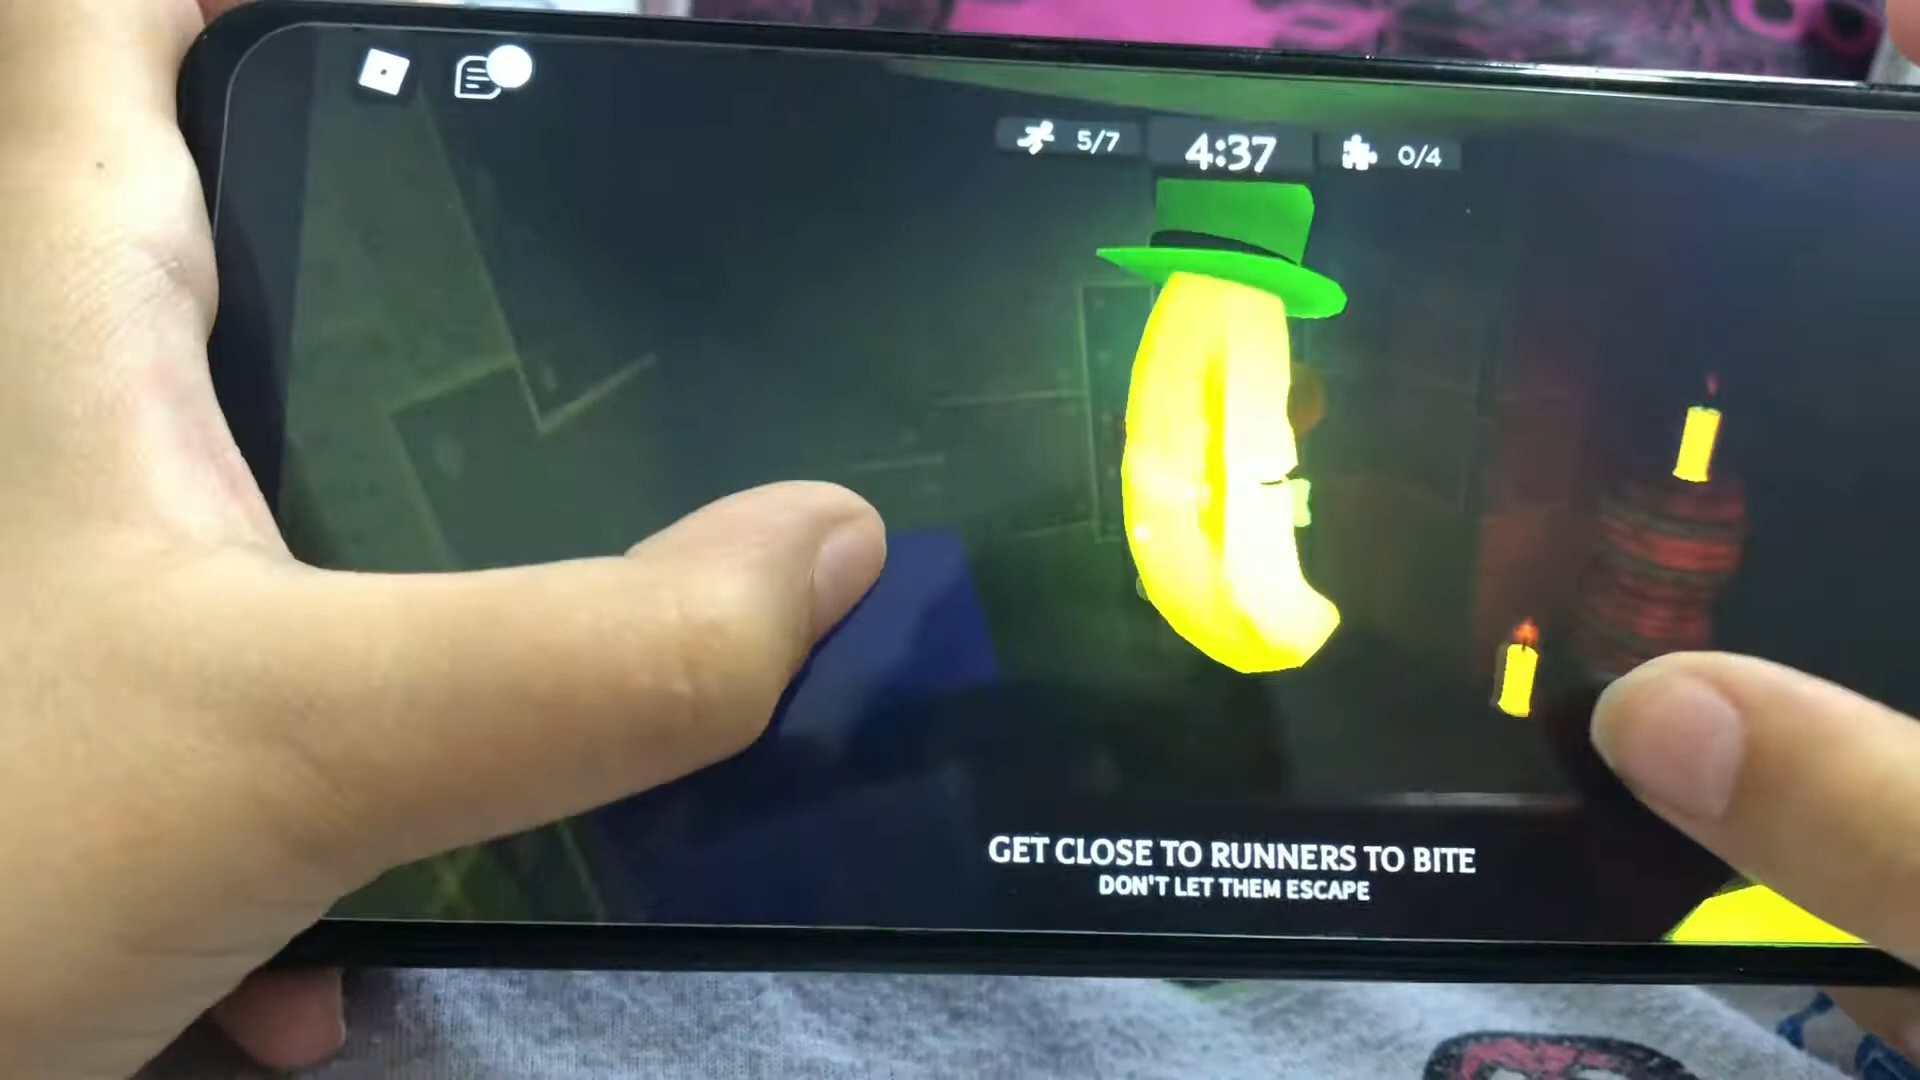 5/7
4:37
0/4
GET CLOSE TO RUNNERS TO BITE
DON'T LET THEM ESCAPE